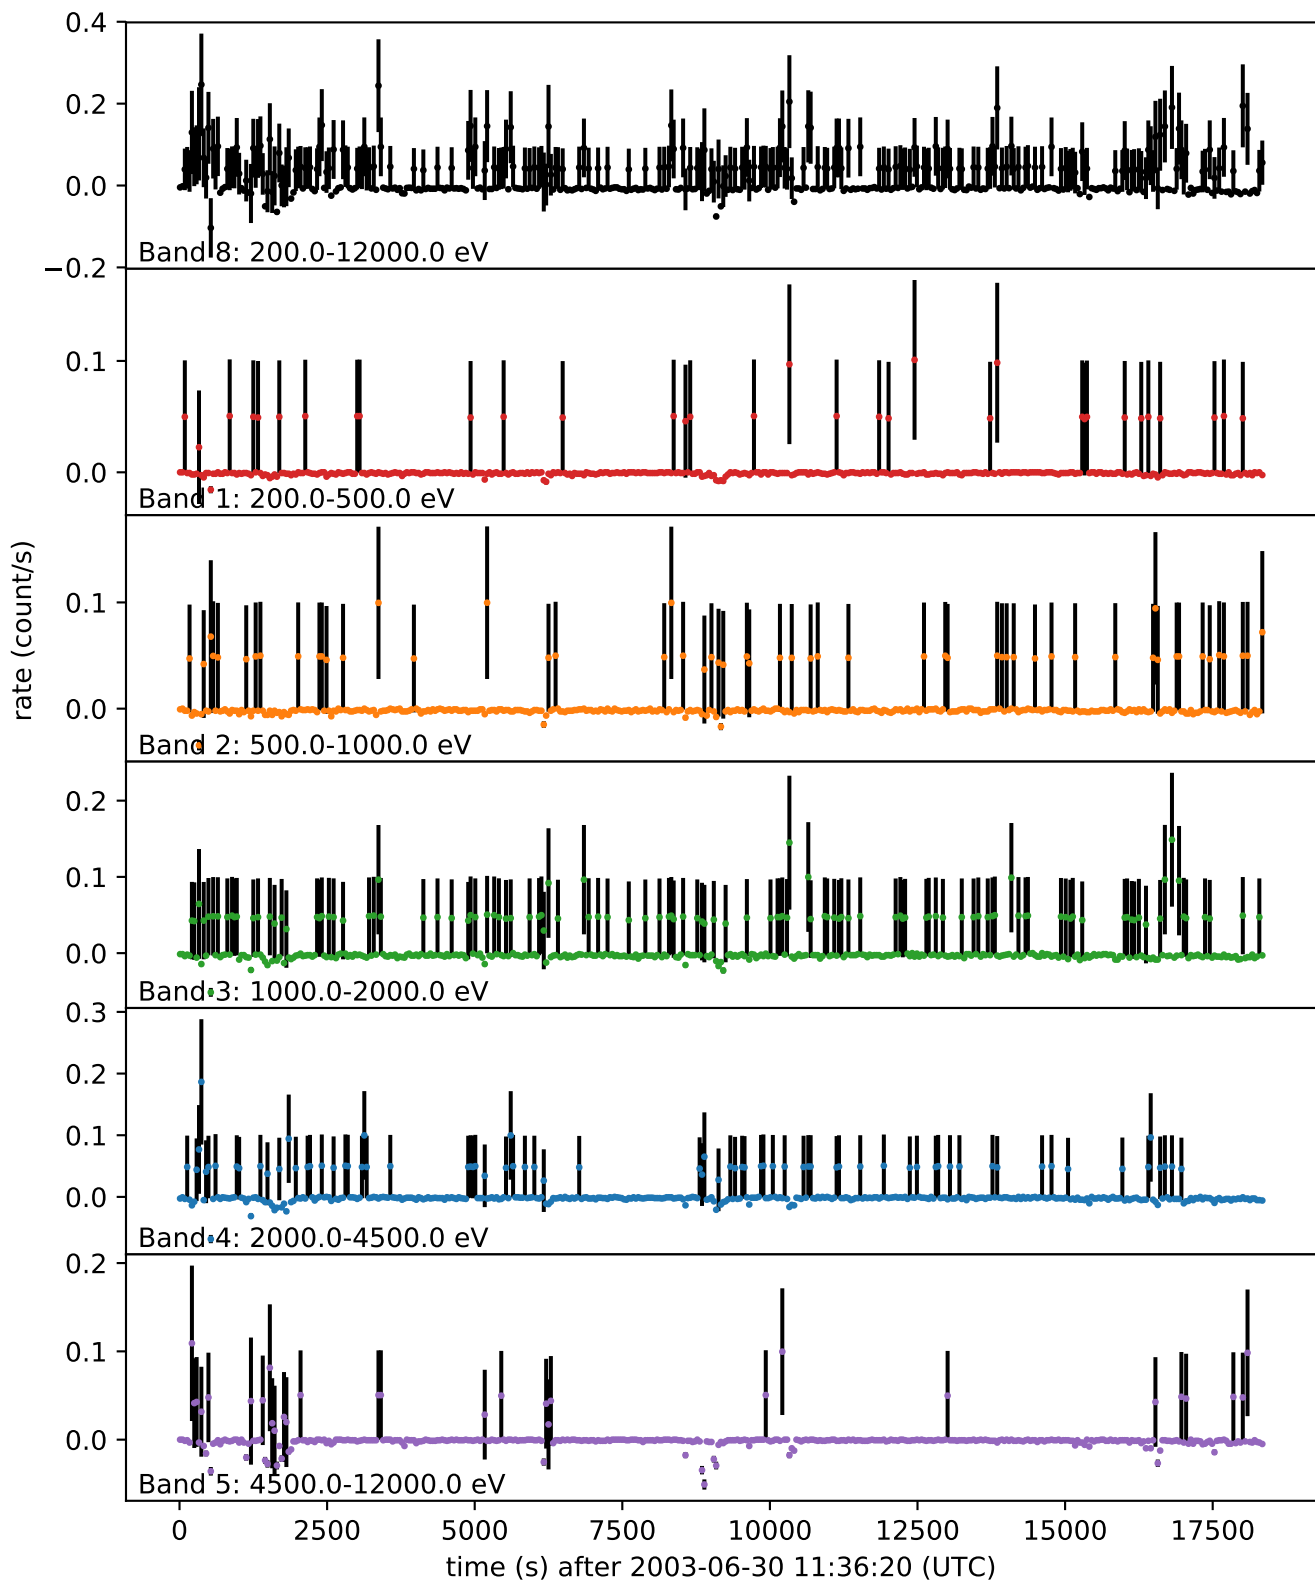 0.4
0.2
0.0
−0.2
Band 8: 200.0-12000.0 eV
0.1
0.0
Band 1: 200.0-500.0 eV
0.1
0.0
Band 2: 500.0-1000.0 eV
rate (count/s)
0.2
0.1
0.0
Band 3: 1000.0-2000.0 eV
0.3
0.2
0.1
0.0
Band 4: 2000.0-4500.0 eV
0.2
0.1
0.0
Band 5: 4500.0-12000.0 eV
0 2500 5000 7500 10000 12500 15000 17500
time (s) after 2003-06-30 11:36:20 (UTC)